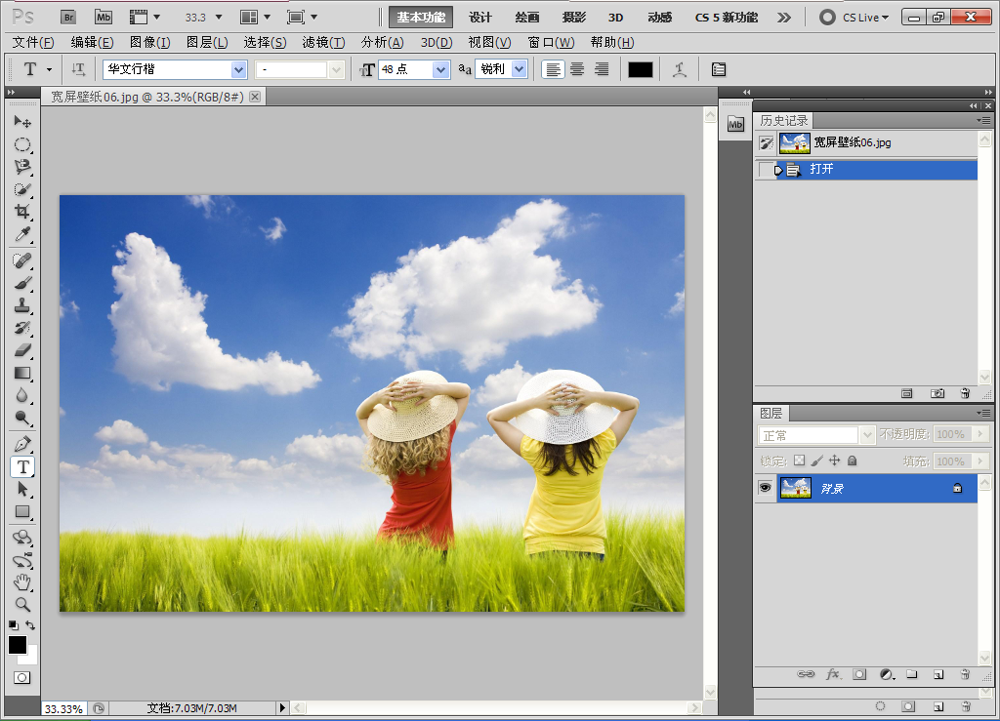 Ps Br Mb 33.3 基本功能 设计 绘画 摄影 3D 动感 CS 5 新功能 CS Live
文件(F) 编辑(E) 图像(I) 图层(L) 选择(S) 滤镜(T) 分析(A) 3D(D) 视图(V) 窗口(W) 帮助(H)
T T 华文行楷 - T 48 点 aa 锐利
宽屏壁纸06.jpg @ 33.3%(RGB/8#)
Mb
历史记录
宽屏壁纸06.jpg
打开
图层
正常 不透明度: 100%
锁定: 填充: 100%
背景
T
fx
33.33% 文档:7.03M/7.03M